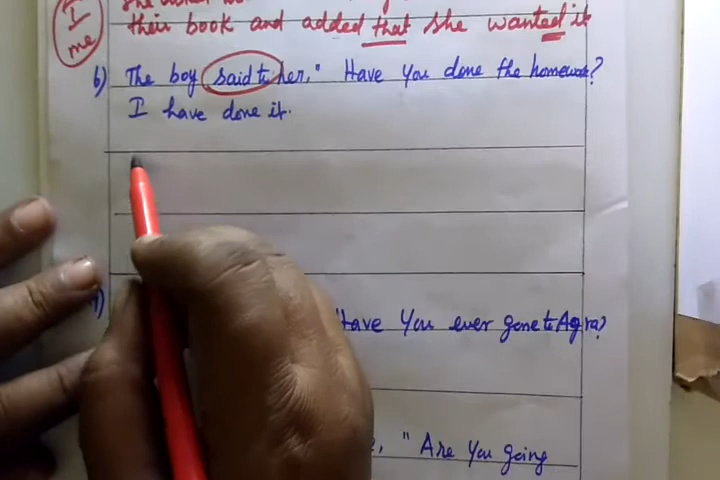 their book and added that she wanted it
I
me
6) The boy said to her, " Have You done the homework?
I have done it.
Have You ever gone to Agra?
, " Are You going